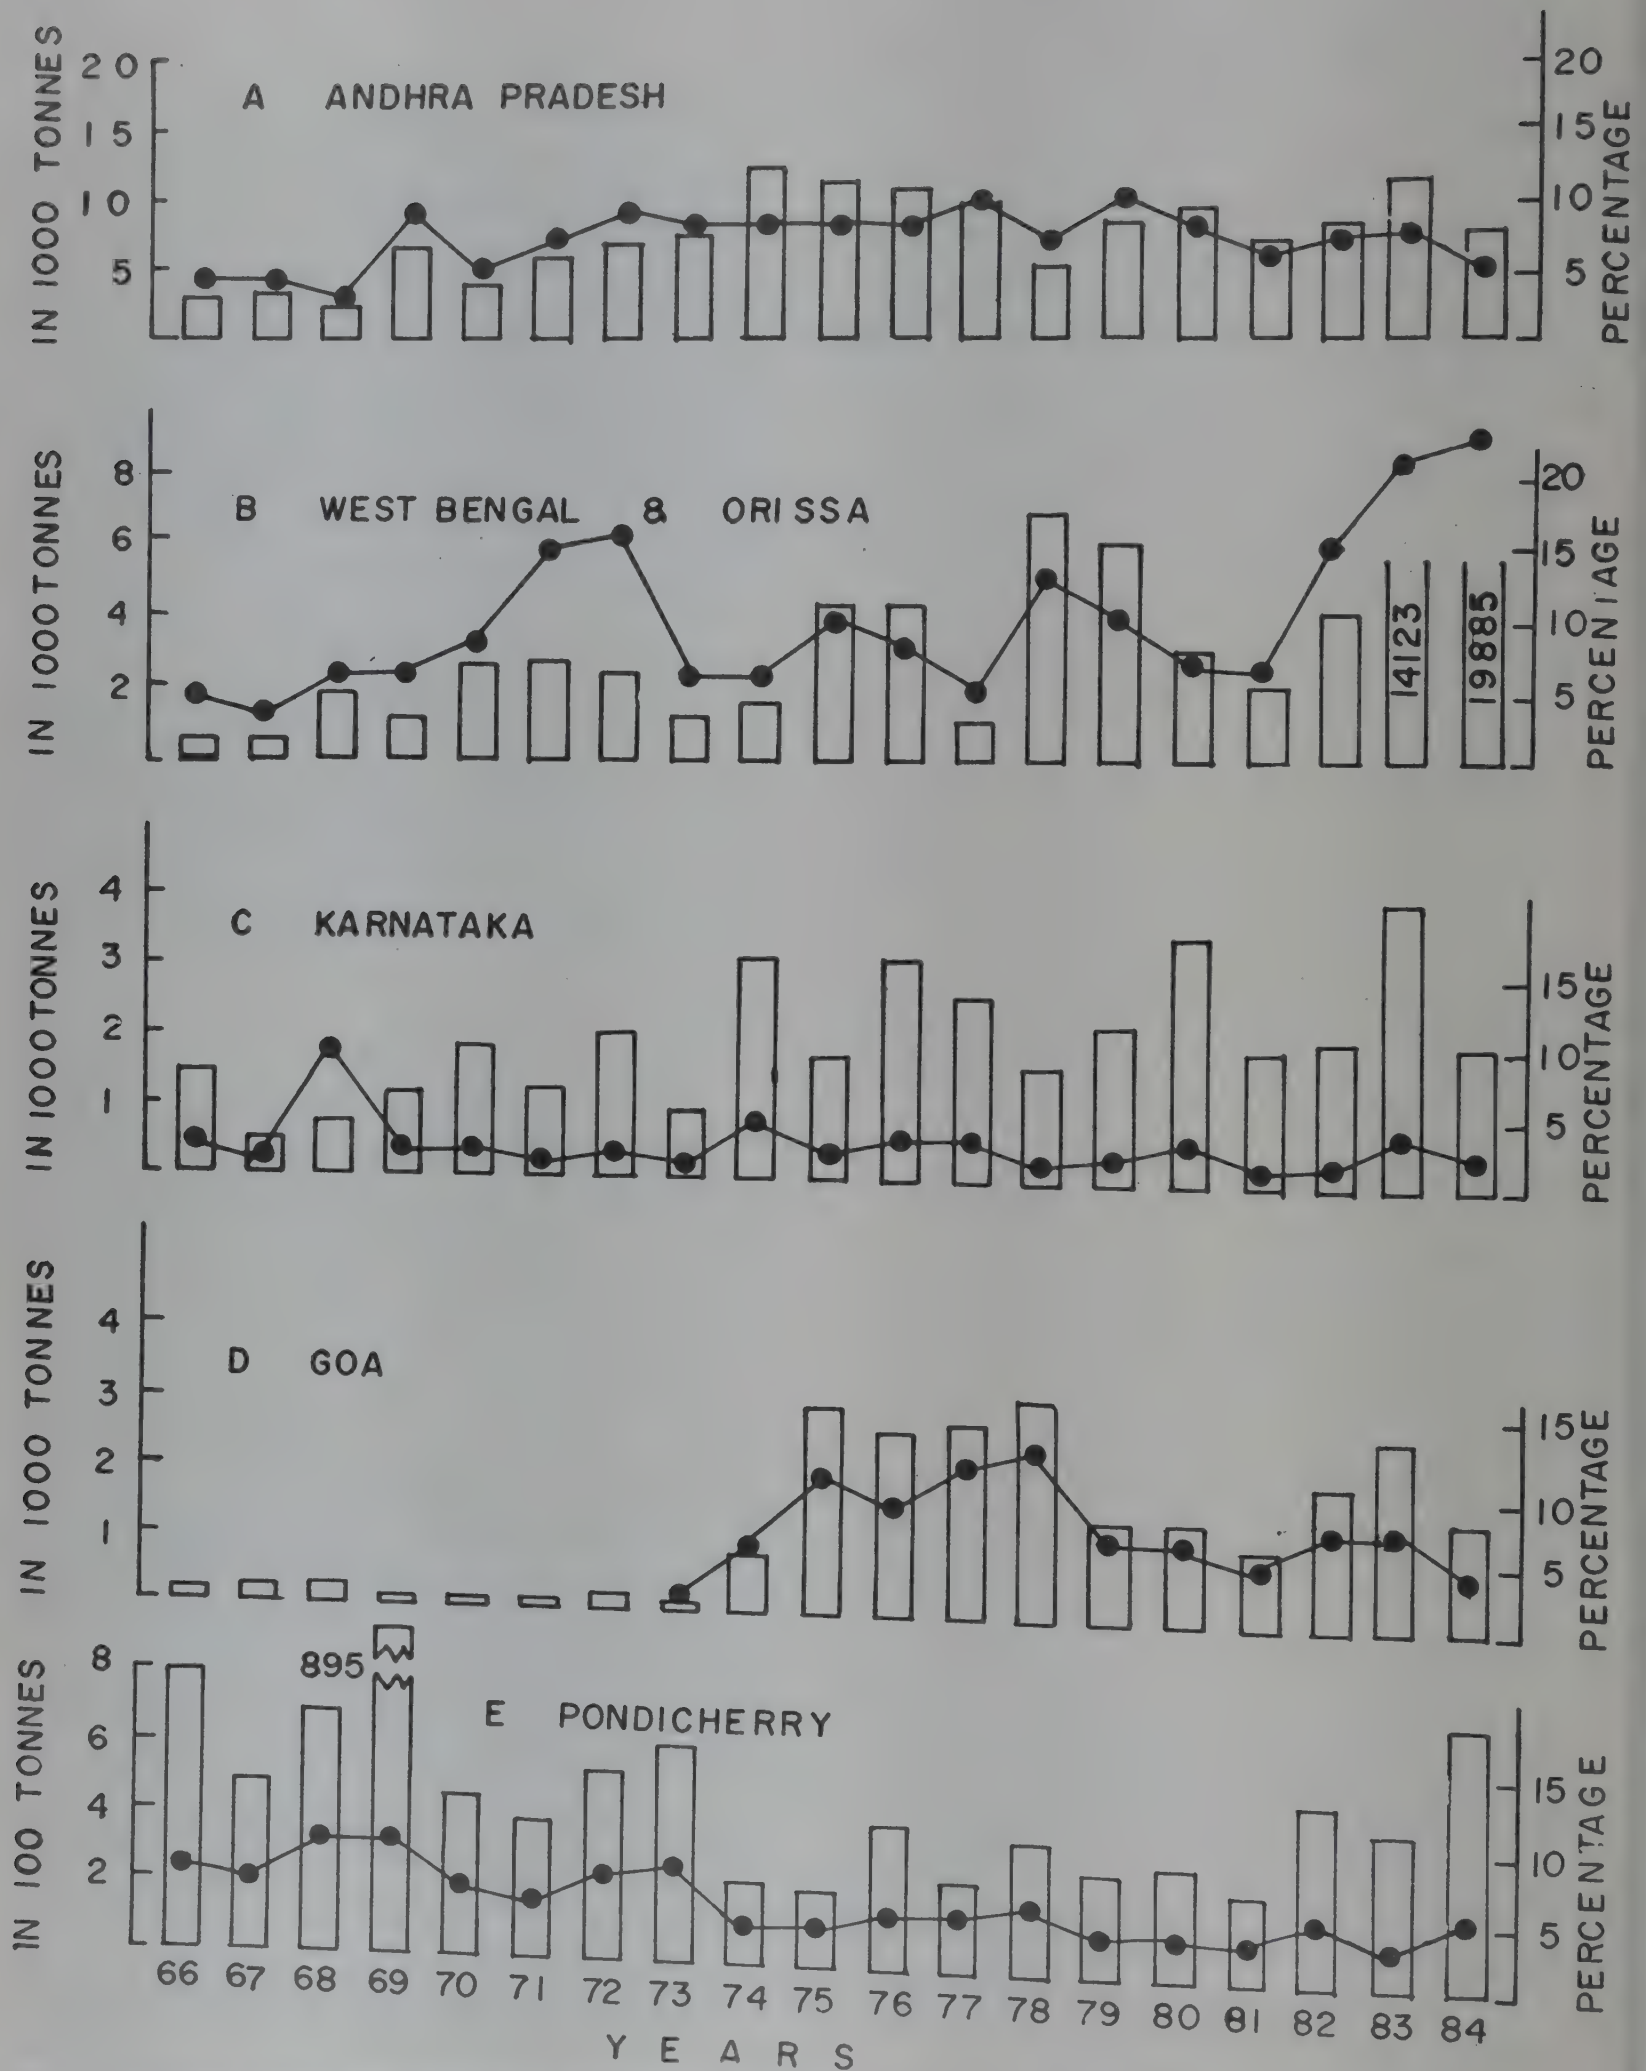 A ANDHRA PRADESH
IN 1000 TONNES
20
15
10
5
20
15
10
5
PERCENTAGE
B WEST BENGAL & ORISSA
IN 1000 TONNES
8
6
4
2
14123
19885
20
15
10
5
PERCENTAGE
C KARNATAKA
IN 1000 TONNES
4
3
2
1
15
10
5
PERCENTAGE
D GOA
IN 1000 TONNES
4
3
2
1
15
10
5
PERCENTAGE
E PONDICHERRY
IN 100 TONNES
8
6
4
2
895
15
10
5
PERCENTAGE
66 67 68 69 70 71 72 73 74 75 76 77 78 79 80 81 82 83 84
YEARS